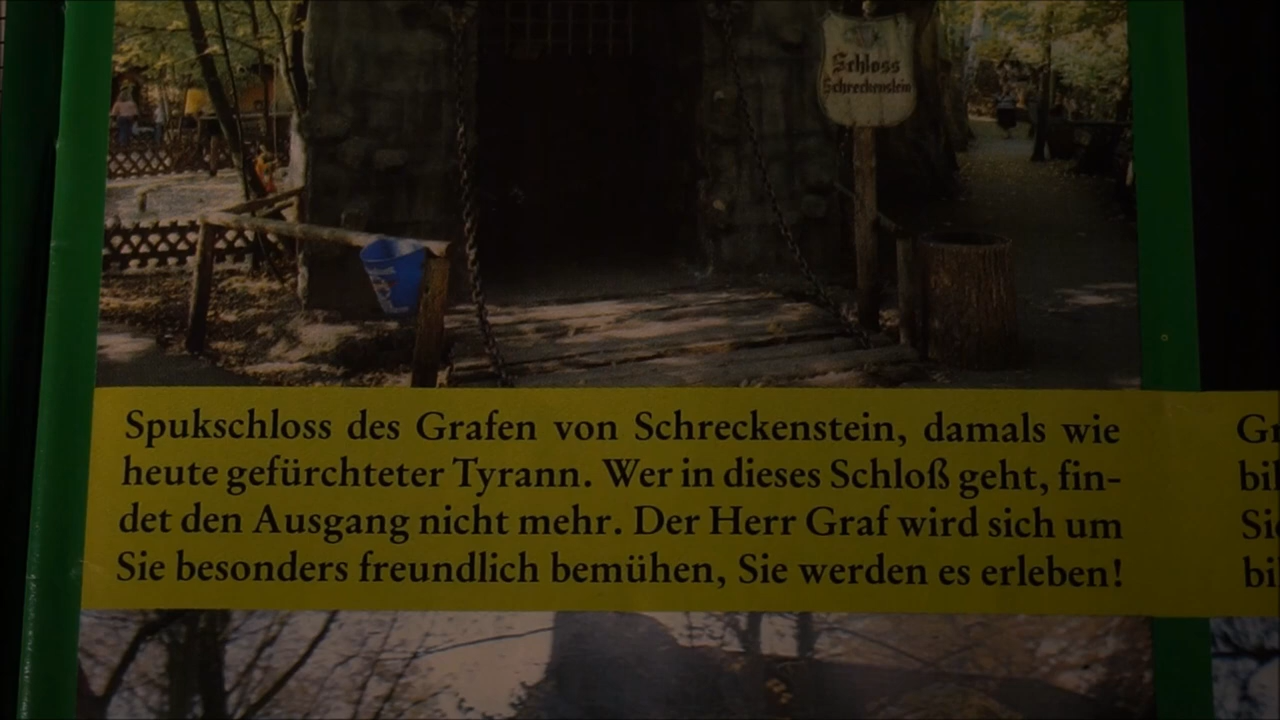 Schloss
Schreckenstein
Spukschloss des Grafen von Schreckenstein, damals wie
heute gefürchteter Tyrann. Wer in dieses Schloß geht, fin-
det den Ausgang nicht mehr. Der Herr Graf wird sich um
Sie besonders freundlich bemühen, Sie werden es erleben!